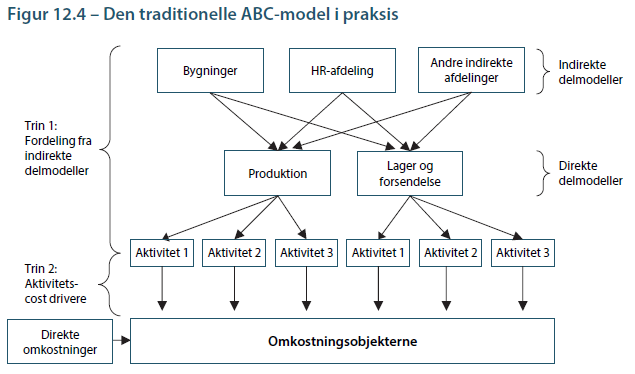 Figur 12.4 – Den traditionelle ABC-model i praksis
Bygninger
HR-afdeling
Andre indirekte
afdelinger
Indirekte
delmodeller
Trin 1:
Fordeling fra
indirekte
delmodeller
Produktion
Lager og
forsendelse
Direkte
delmodeller
Aktivitet 1
Aktivitet 2
Aktivitet 3
Aktivitet 1
Aktivitet 2
Aktivitet 3
Trin 2:
Aktivitets-
cost drivere
Direkte
omkostninger
Omkostningsobjekterne